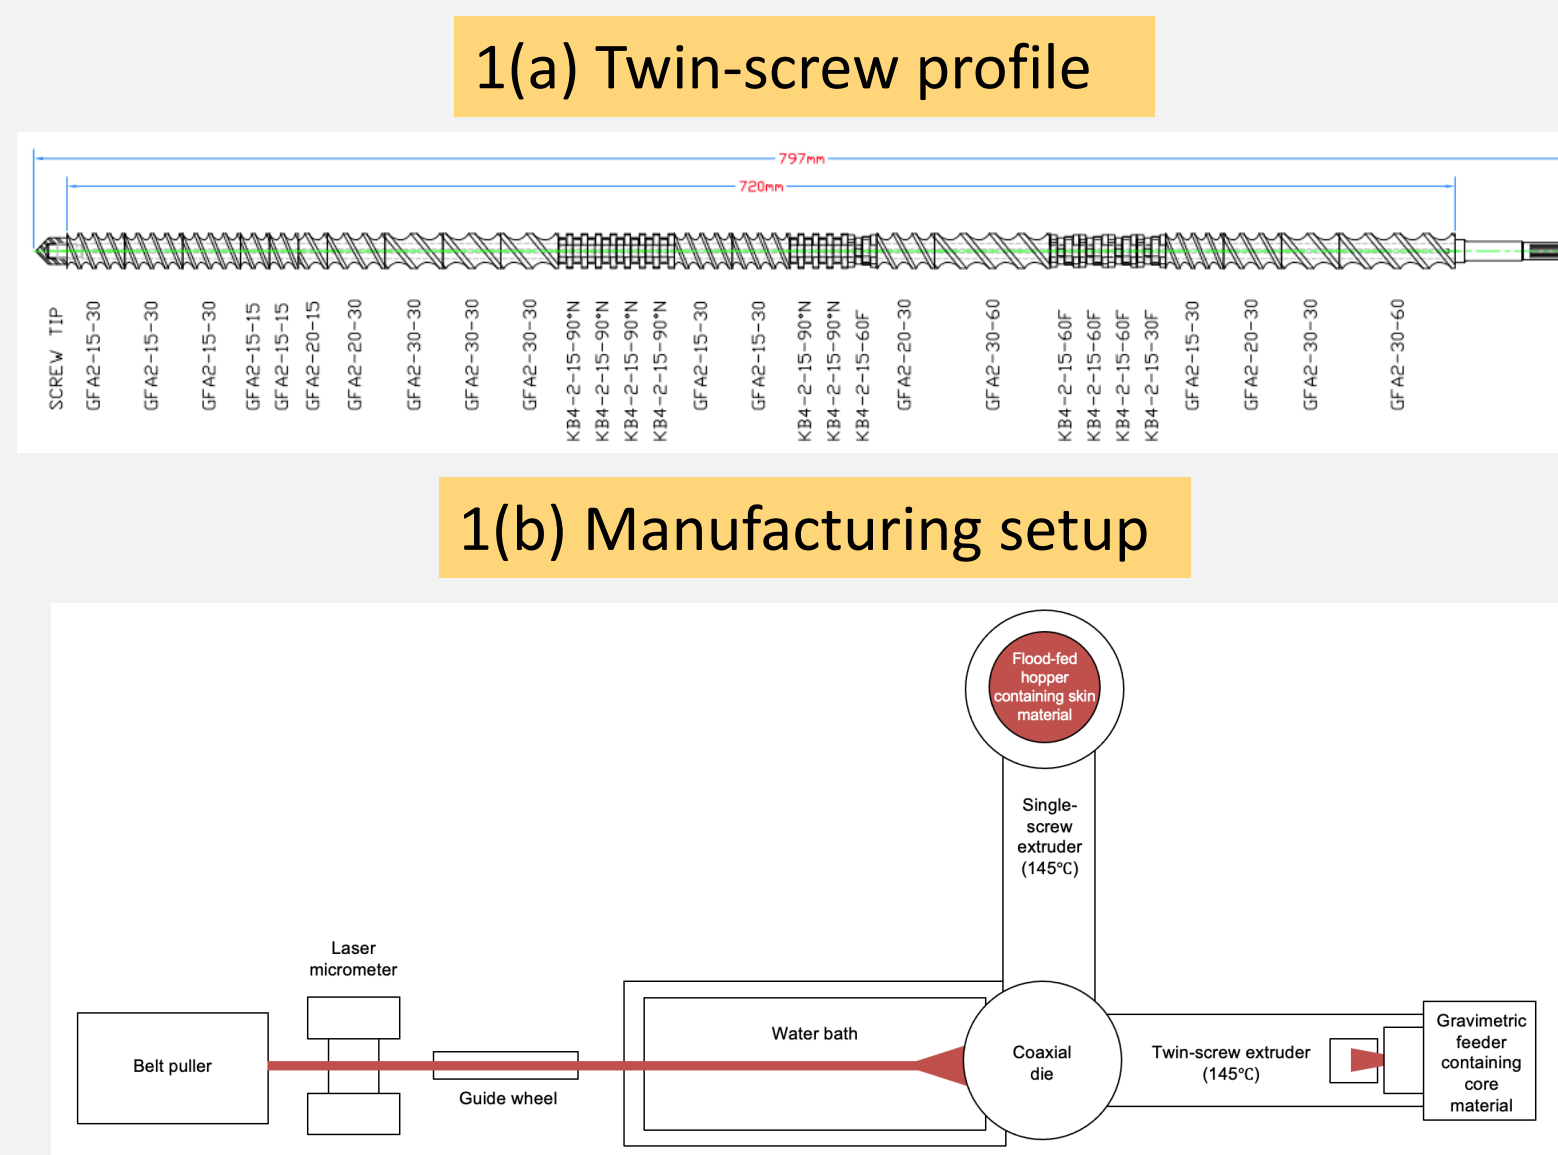 1(a) Twin-screw profile
797mm
720mm
SCREW TIP
GFA2-15-30
GFA2-15-30
GFA2-15-30
GFA2-15-15
GFA2-15-15
GFA2-20-15
GFA2-20-30
GFA2-30-30
GFA2-30-30
GFA2-30-30
KB4-2-15-90°N
KB4-2-15-90°N
KB4-2-15-90°N
KB4-2-15-90°N
GFA2-15-30
GFA2-15-30
KB4-2-15-90°N
KB4-2-15-90°N
KB4-2-15-60F
GFA2-20-30
GFA2-30-60
KB4-2-15-60F
KB4-2-15-60F
KB4-2-15-60F
KB4-2-15-30F
GFA2-15-30
GFA2-20-30
GFA2-30-30
GFA2-30-60
1(b) Manufacturing setup
Flood-fed
hopper
containing skin
material
Single-
screw
extruder
(145℃)
Laser
micrometer
Belt puller
Guide wheel
Water bath
Coaxial
die
Twin-screw extruder
(145℃)
Gravimetric
feeder
containing
core
material